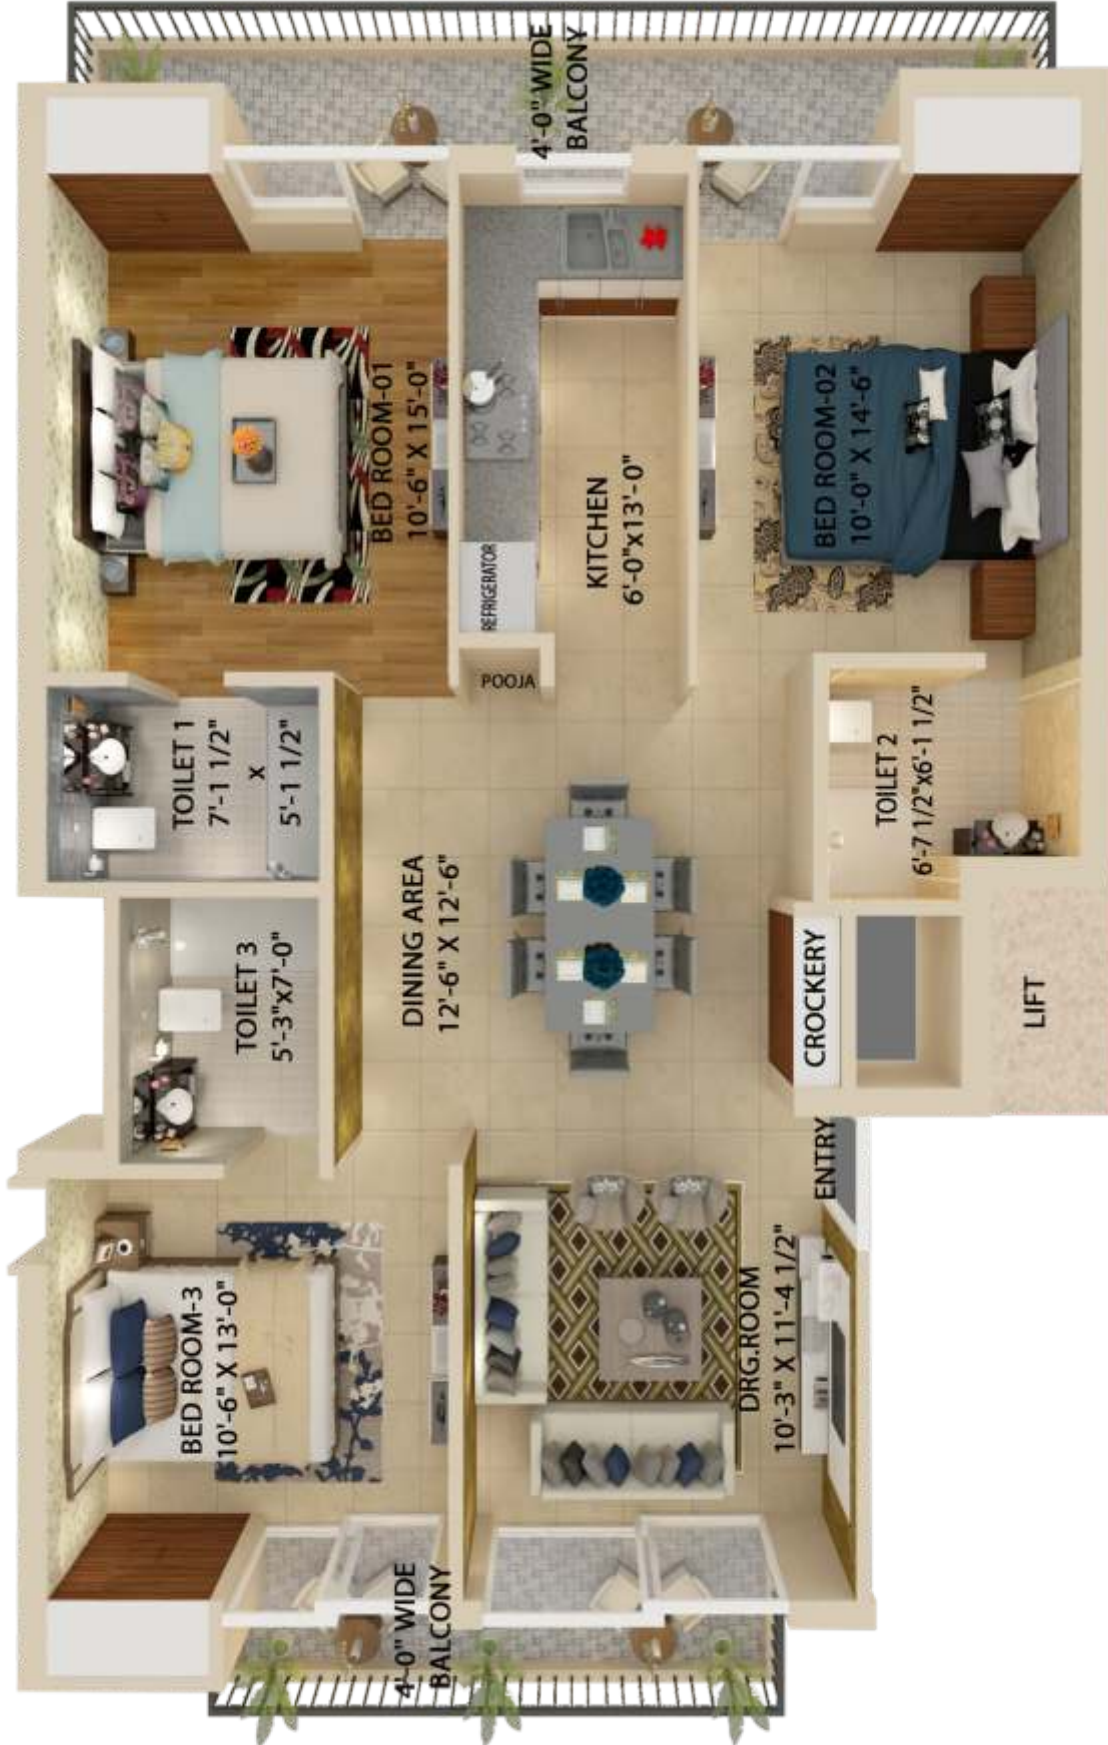 4'-0" WIDE
BALCONY
BED ROOM-01
10'-6" X 15'-0"
REFRIGERATOR
KITCHEN
6'-0"x13'-0"
BED ROOM-02
10'-0" X 14'-6"
POOJA
TOILET 1
7'-1 1/2"
X
5'-1 1/2"
TOILET 2
6'-7 1/2"x6'-1 1/2"
TOILET 3
5'-3"x7'-0"
DINING AREA
12'-6" X 12'-6"
CROCKERY
LIFT
ENTRY
BED ROOM-3
10'-6" X 13'-0"
DRG.ROOM
10'-3" X 11'-4 1/2"
4'-0" WIDE
BALCONY